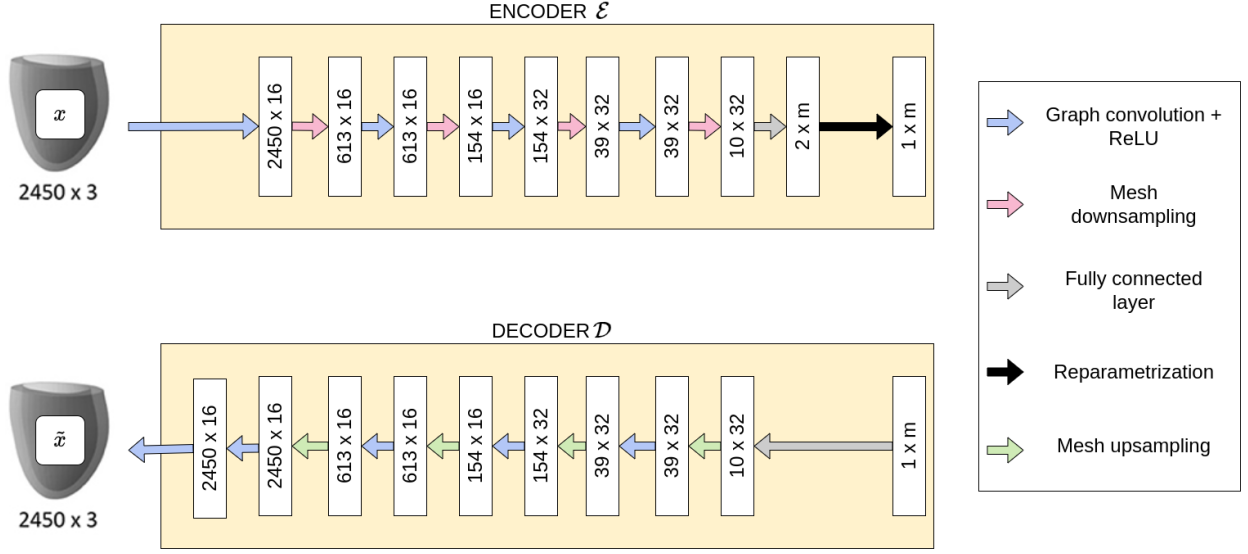 ENCODER ℰ
x
2450 x 3
2450 x 16
613 x 16
613 x 16
154 x 16
154 x 32
39 x 32
39 x 32
10 x 32
2 x m
1 x m
DECODER 𝒟
x̃
2450 x 3
2450 x 16
2450 x 16
613 x 16
613 x 16
154 x 16
154 x 32
39 x 32
39 x 32
10 x 32
1 x m
Graph convolution +
ReLU
Mesh
downsampling
Fully connected
layer
Reparametrization
Mesh upsampling